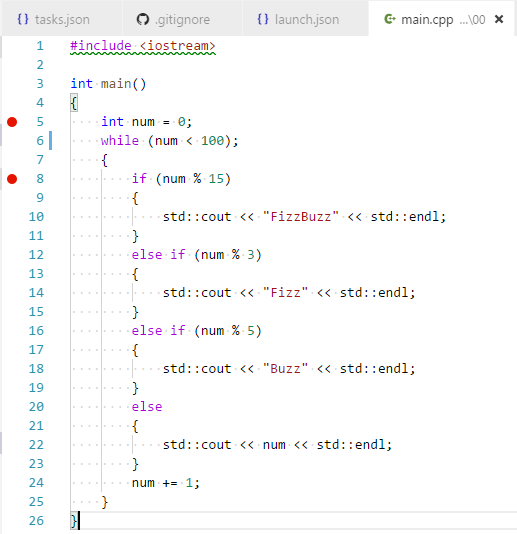 tasks.json .gitignore launch.json main.cpp ...\00
1 #include <iostream>
2
3 int main()
4 {
5 int num = 0;
6 while (num < 100);
7 {
8 if (num % 15)
9 {
10 std::cout << "FizzBuzz" << std::endl;
11 }
12 else if (num % 3)
13 {
14 std::cout << "Fizz" << std::endl;
15 }
16 else if (num % 5)
17 {
18 std::cout << "Buzz" << std::endl;
19 }
20 else
21 {
22 std::cout << num << std::endl;
23 }
24 num += 1;
25 }
26 }